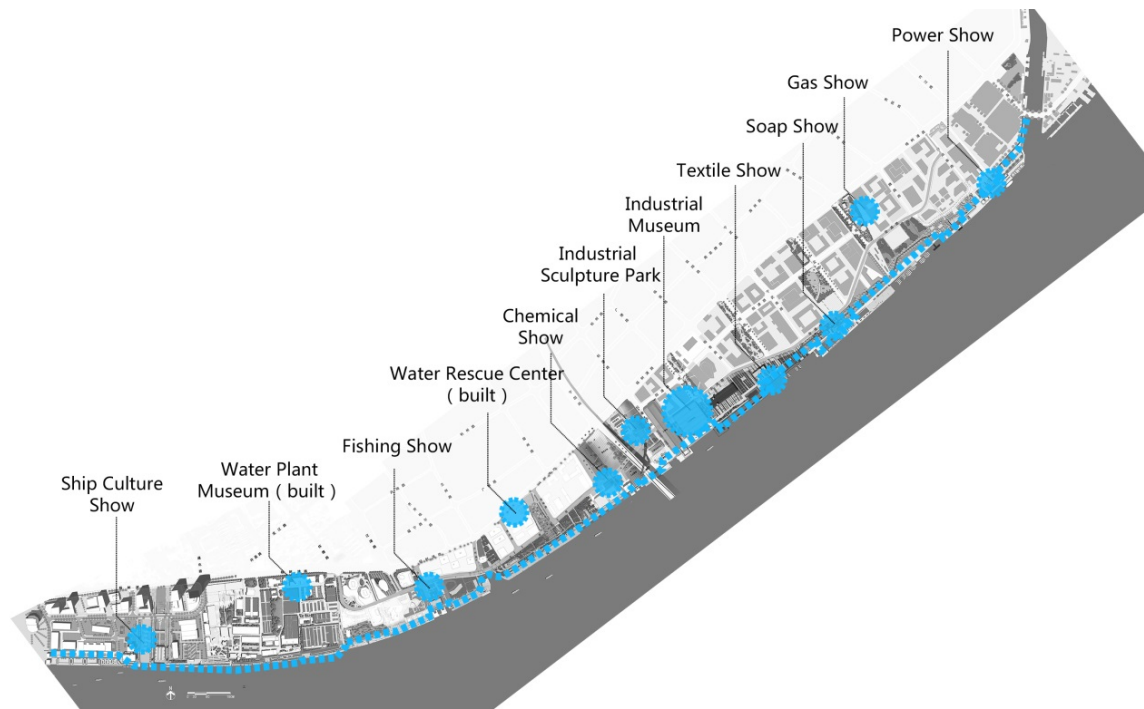 Power Show
Gas Show
Soap Show
Textile Show
Industrial
Museum
Industrial
Sculpture Park
Chemical
Show
Water Rescue Center
( built )
Fishing Show
Water Plant
Museum ( built )
Ship Culture
Show